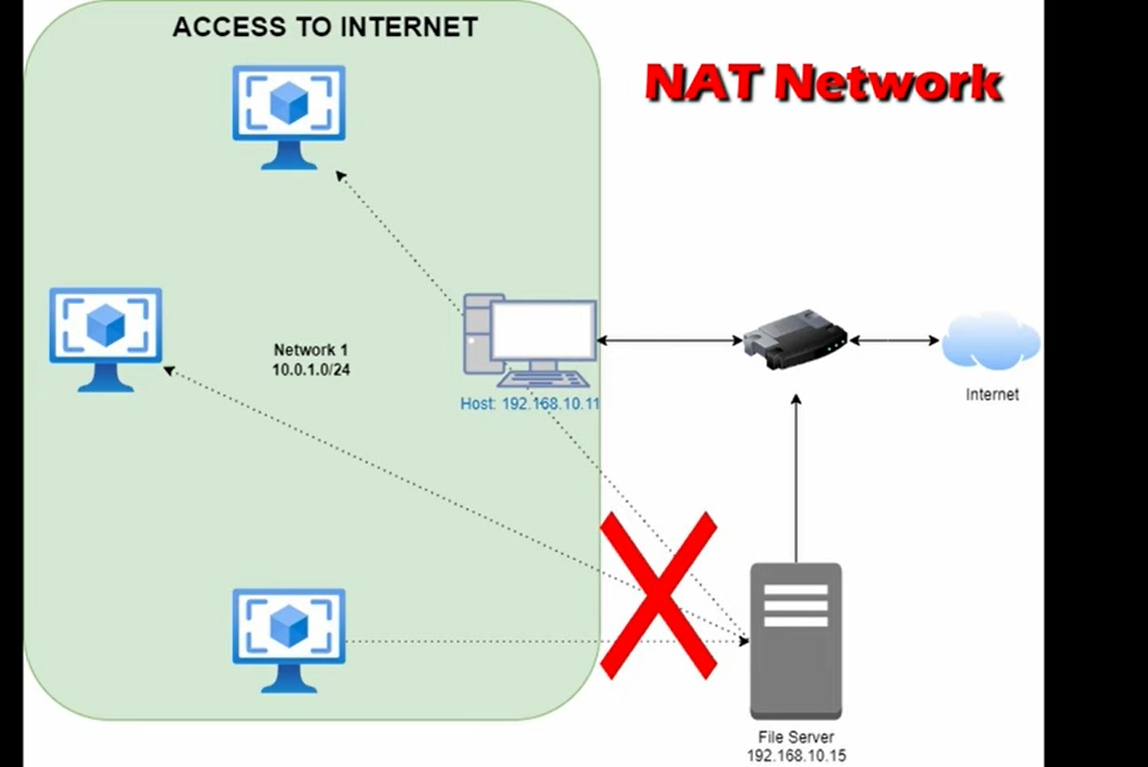 ACCESS TO INTERNET
NAT Network
Network 1
10.0.1.0/24
Host: 192.168.10.11
Internet
File Server
192.168.10.15